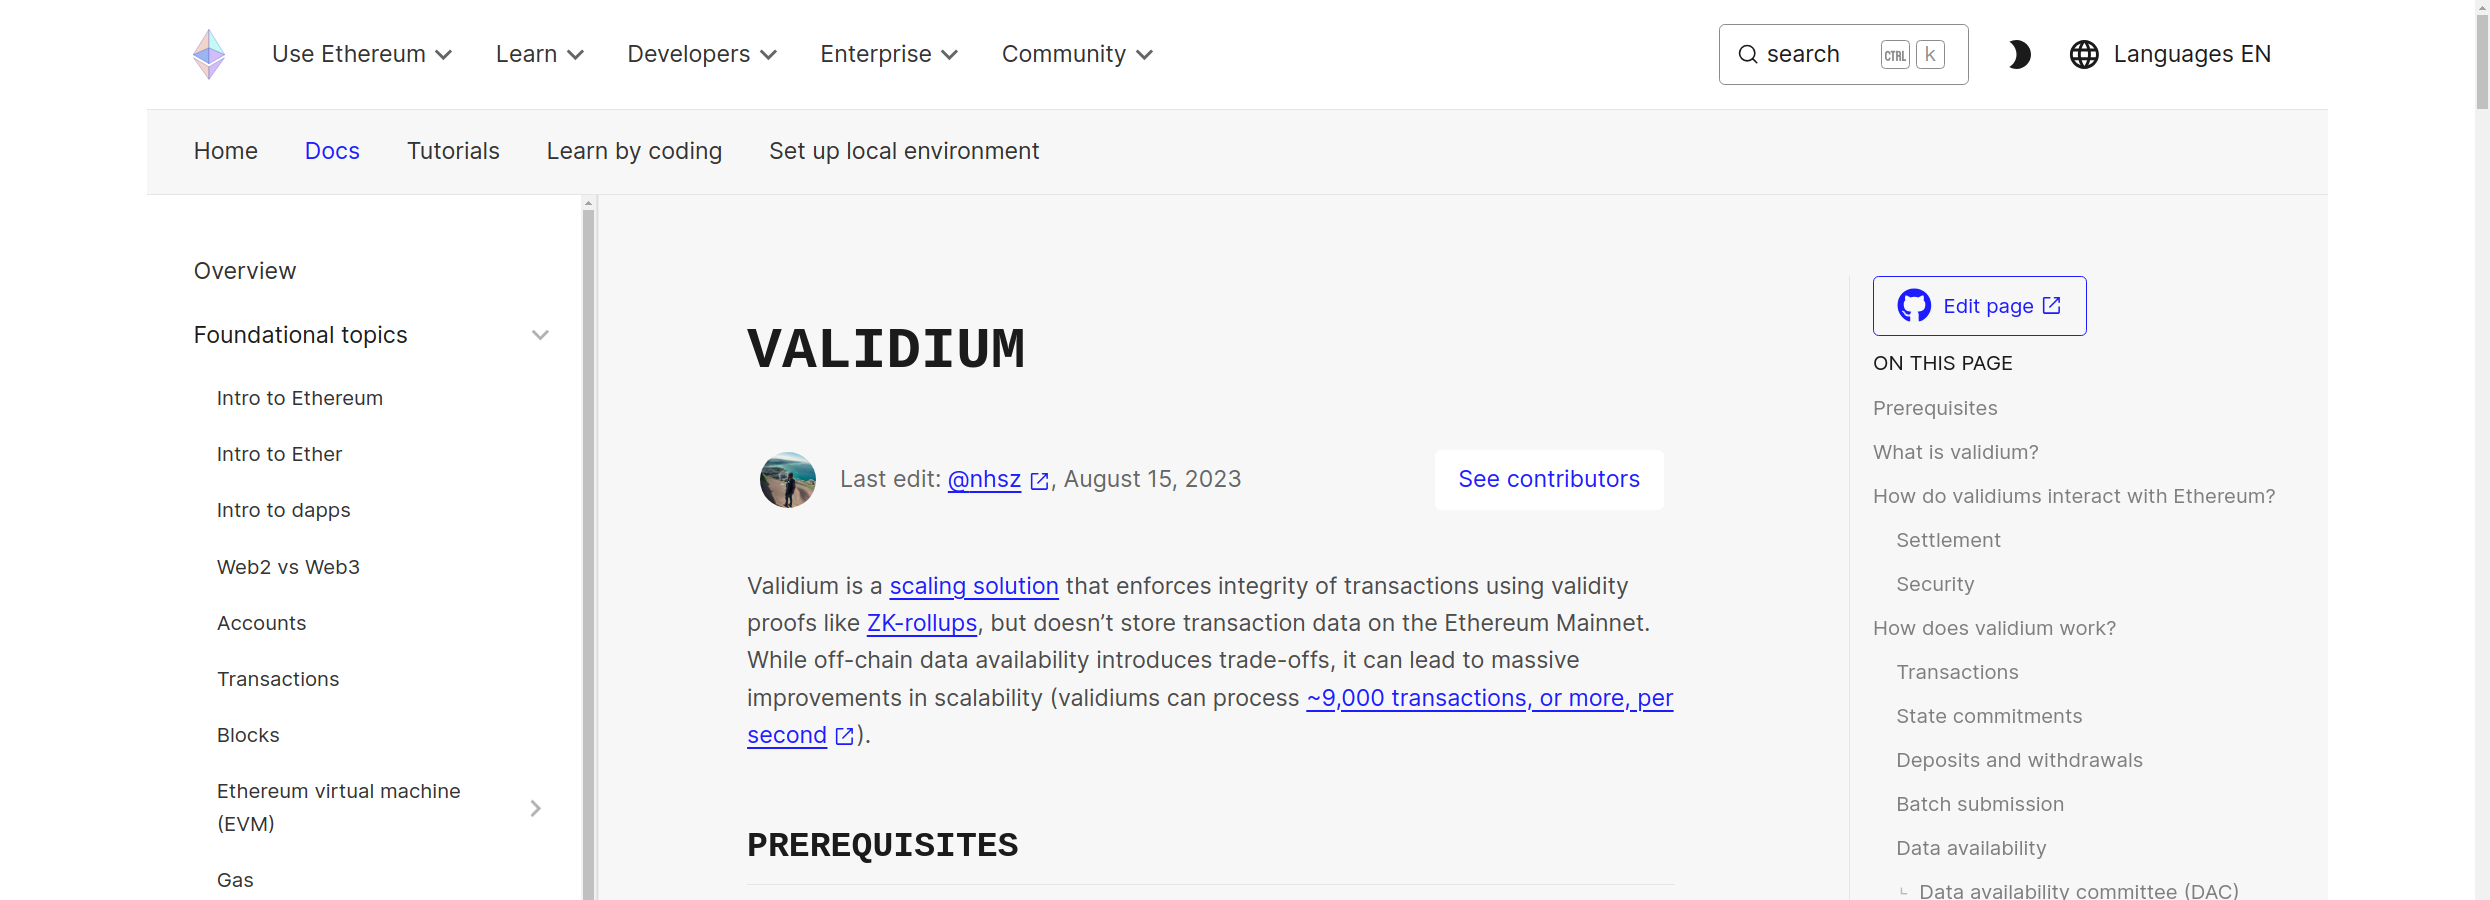 Use Ethereum Learn Developers Enterprise Community search CTRL k Languages EN
Home Docs Tutorials Learn by coding Set up local environment
Overview
Foundational topics
Intro to Ethereum
Intro to Ether
Intro to dapps
Web2 vs Web3
Accounts
Transactions
Blocks
Ethereum virtual machine
(EVM)
Gas
VALIDIUM
Last edit: @nhsz , August 15, 2023
See contributors
Validium is a scaling solution that enforces integrity of transactions using validity
proofs like ZK-rollups, but doesn’t store transaction data on the Ethereum Mainnet.
While off-chain data availability introduces trade-offs, it can lead to massive
improvements in scalability (validiums can process ~9,000 transactions, or more, per
second ).
PREREQUISITES
Edit page
ON THIS PAGE
Prerequisites
What is validium?
How do validiums interact with Ethereum?
Settlement
Security
How does validium work?
Transactions
State commitments
Deposits and withdrawals
Batch submission
Data availability
Data availability committee (DAC)